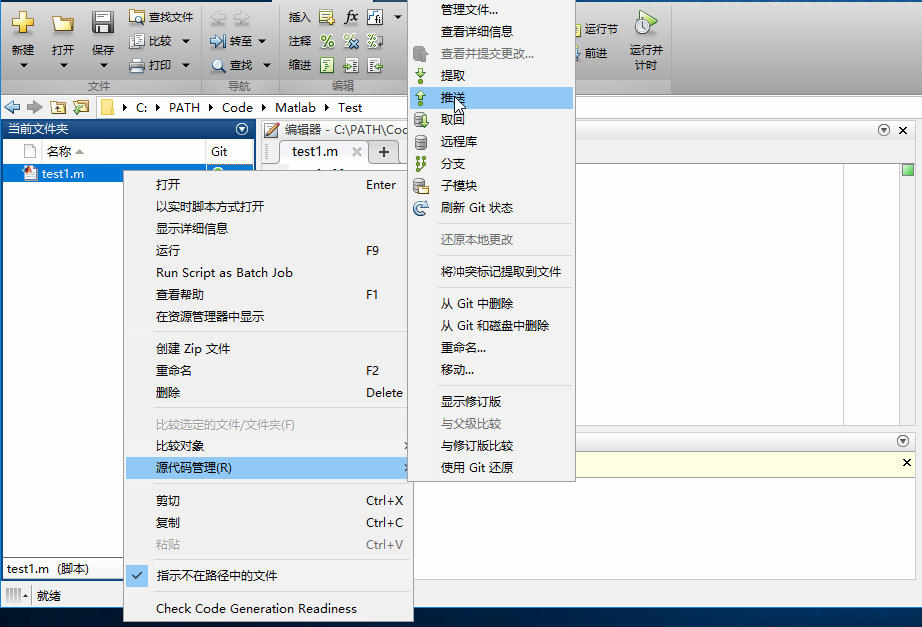 新建
打开
保存
查找文件
比较
打印
文件
转至
查找
导航
插入
fx
注释
缩进
编辑
运行节
前进
运行并
计时
C:
PATH
Code
Matlab
Test
当前文件夹
名称
Git
test1.m
编辑器 - C:\PATH\Coc
test1.m
+
打开 Enter
以实时脚本方式打开
显示详细信息
运行 F9
Run Script as Batch Job
查看帮助 F1
在资源管理器中显示
创建 Zip 文件
重命名 F2
删除 Delete
比较选定的文件/文件夹(F)
比较对象
源代码管理(R)
剪切 Ctrl+X
复制 Ctrl+C
粘贴 Ctrl+V
指示不在路径中的文件
Check Code Generation Readiness
管理文件...
查看详细信息
查看并提交更改...
提取
推送
取回
远程库
分支
子模块
刷新 Git 状态
还原本地更改
将冲突标记提取到文件
从 Git 中删除
从 Git 和磁盘中删除
重命名...
移动...
显示修订版
与父级比较
与修订版比较
使用 Git 还原
test1.m (脚本)
就绪